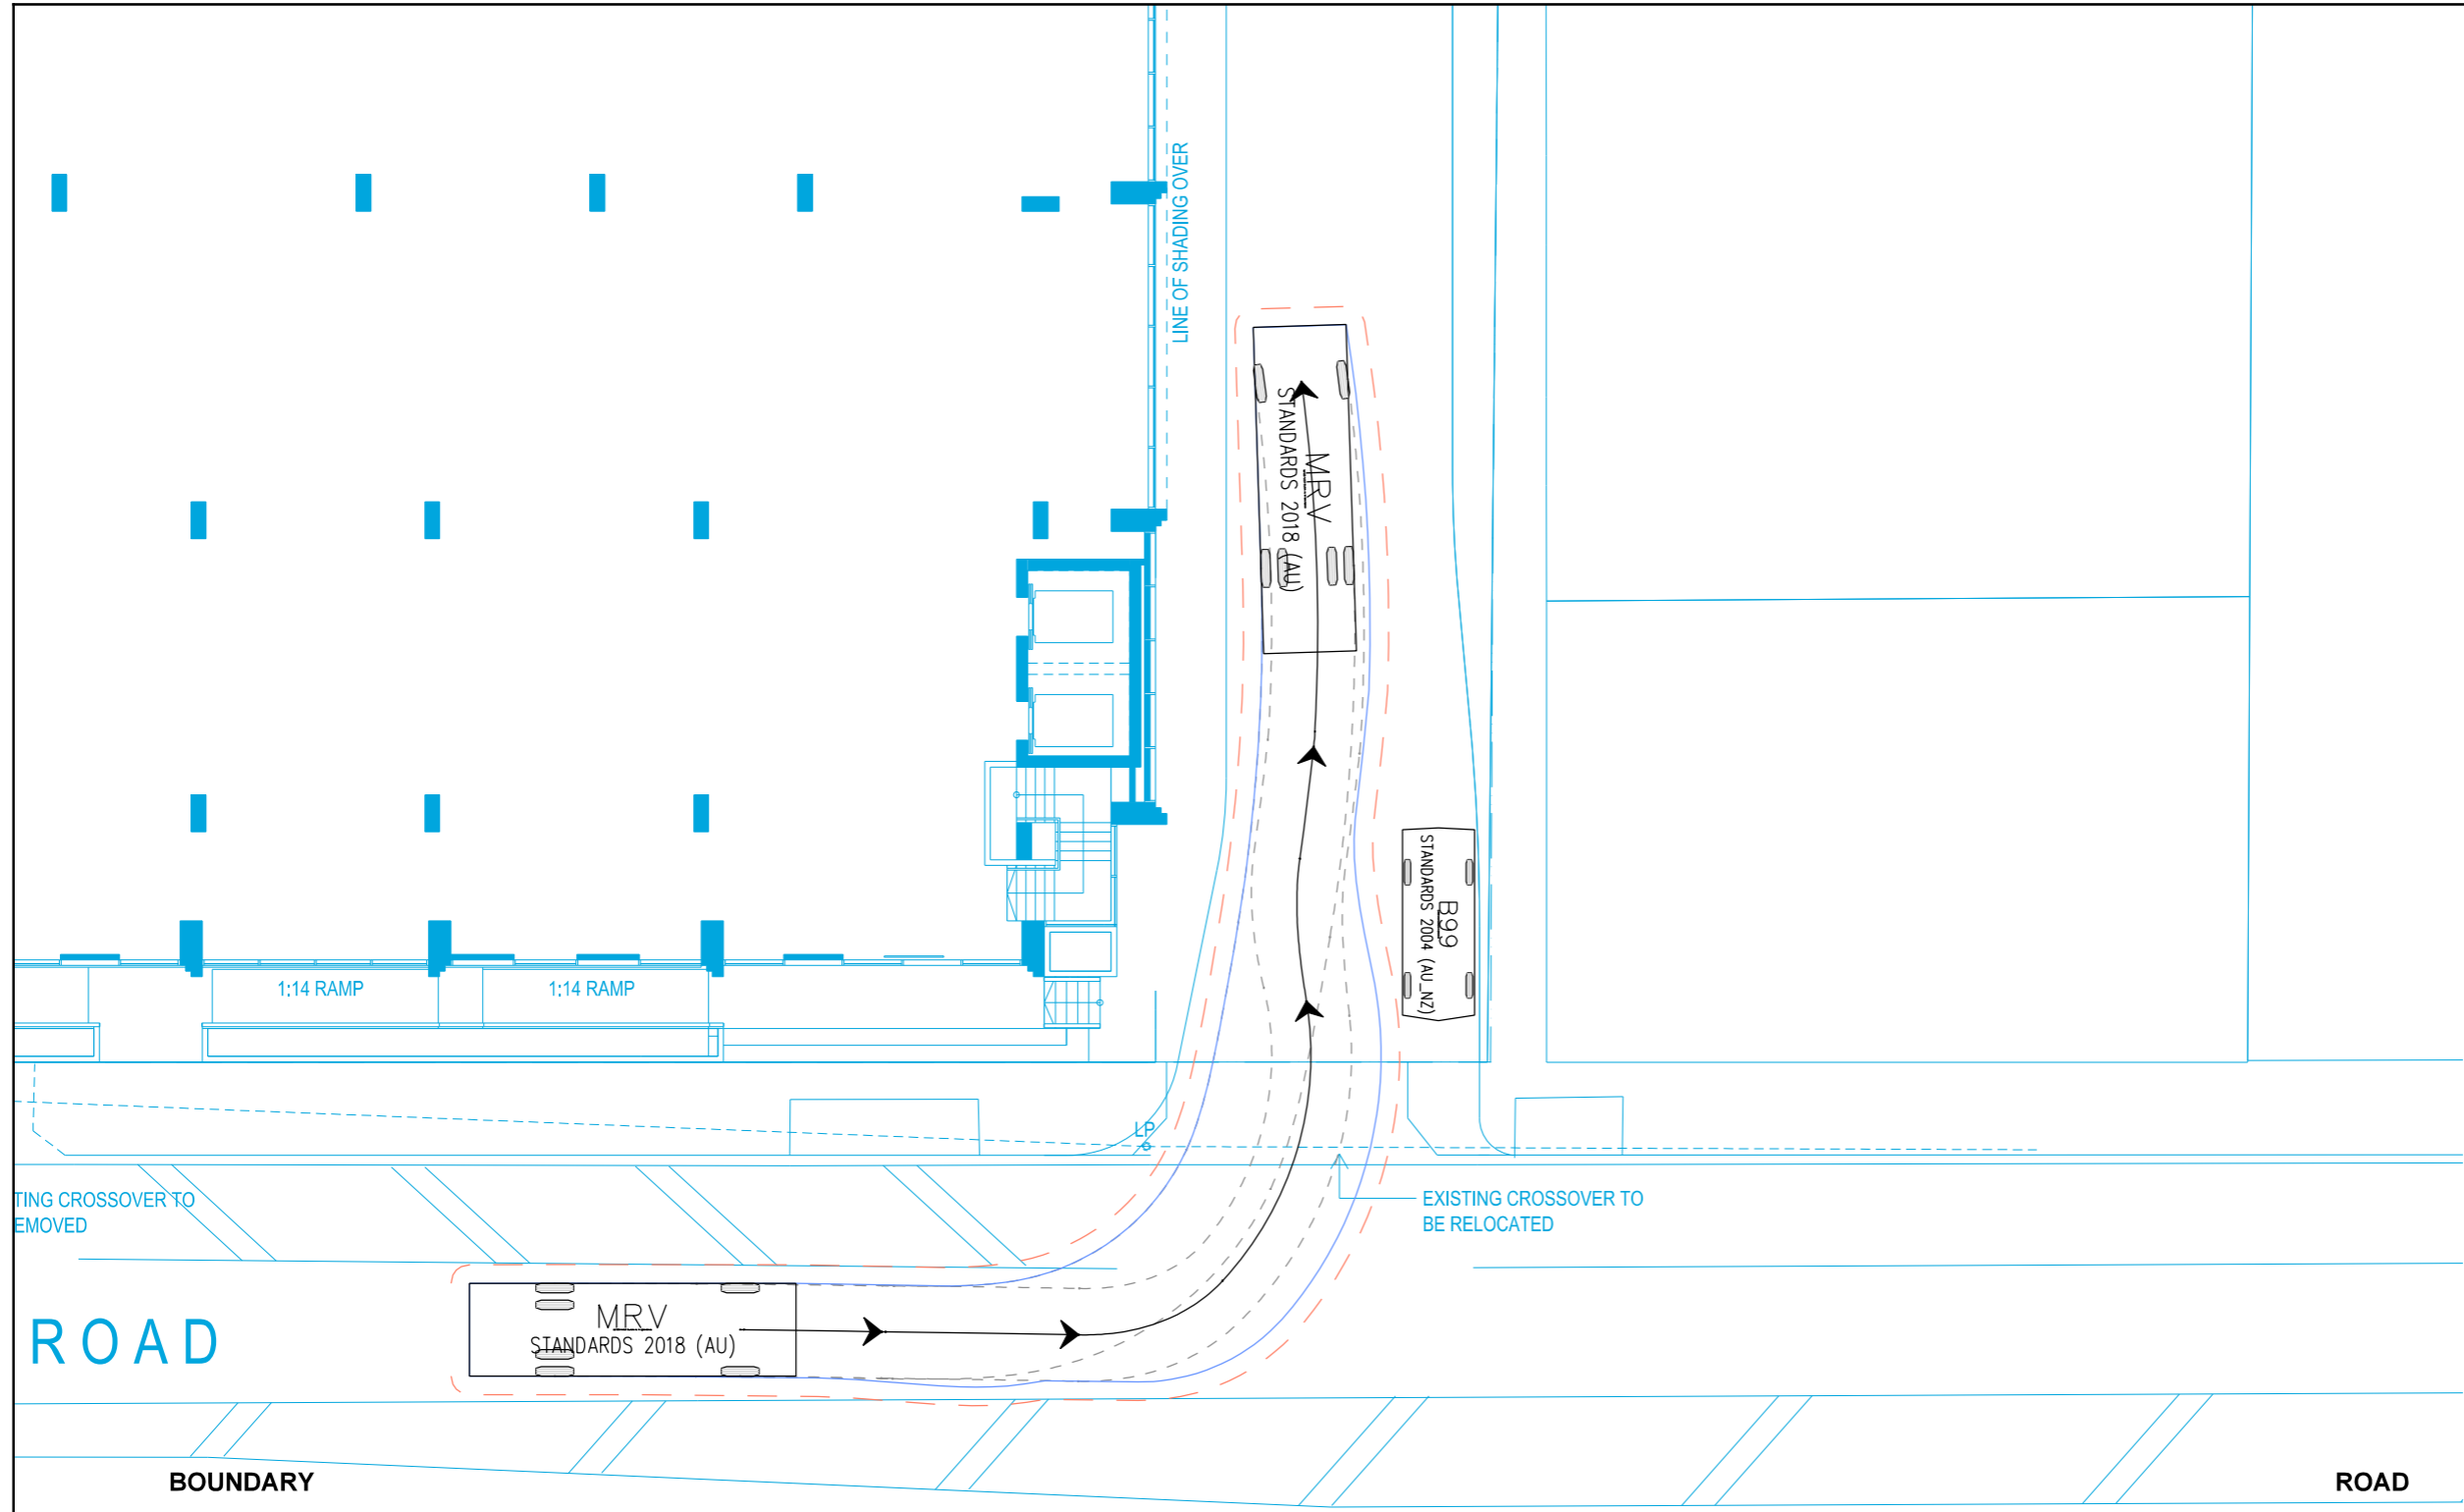 LINE OF SHADING OVER
MRV
STANDARDS 2018 (AU)
B99
STANDARDS 2004 (AU_NZ)
1:14 RAMP
1:14 RAMP
LP
TING CROSSOVER TO
EMOVED
EXISTING CROSSOVER TO
BE RELOCATED
ROAD
MRV
STANDARDS 2018 (AU)
BOUNDARY
ROAD